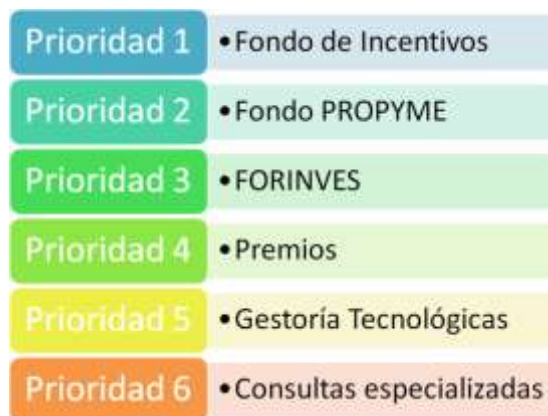 Prioridad 1 • Fondo de Incentivos
Prioridad 2 • Fondo PROPYME
Prioridad 3 • FORINVES
Prioridad 4 • Premios
Prioridad 5 • Gestoría Tecnológicas
Prioridad 6 • Consultas especializadas